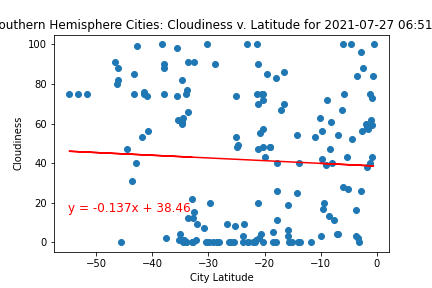 outhern Hemisphere Cities: Cloudiness v. Latitude for 2021-07-27 06:51
100
80
60
40
20
0
Cloudiness
y = -0.137x + 38.46
−50 −40 −30 −20 −10 0
City Latitude